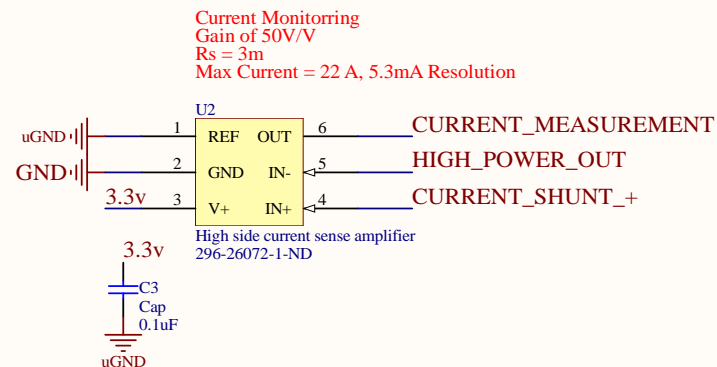 Current Monitorring
Gain of 50V/V
Rs = 3m
Max Current = 22 A, 5.3mA Resolution
U2
uGND 1 REF OUT 6 CURRENT_MEASUREMENT
GND 2 GND IN- 5 HIGH_POWER_OUT
3.3v 3 V+ IN+ 4 CURRENT_SHUNT_+
High side current sense amplifier
296-26072-1-ND
3.3v
C3
Cap
0.1uF
uGND